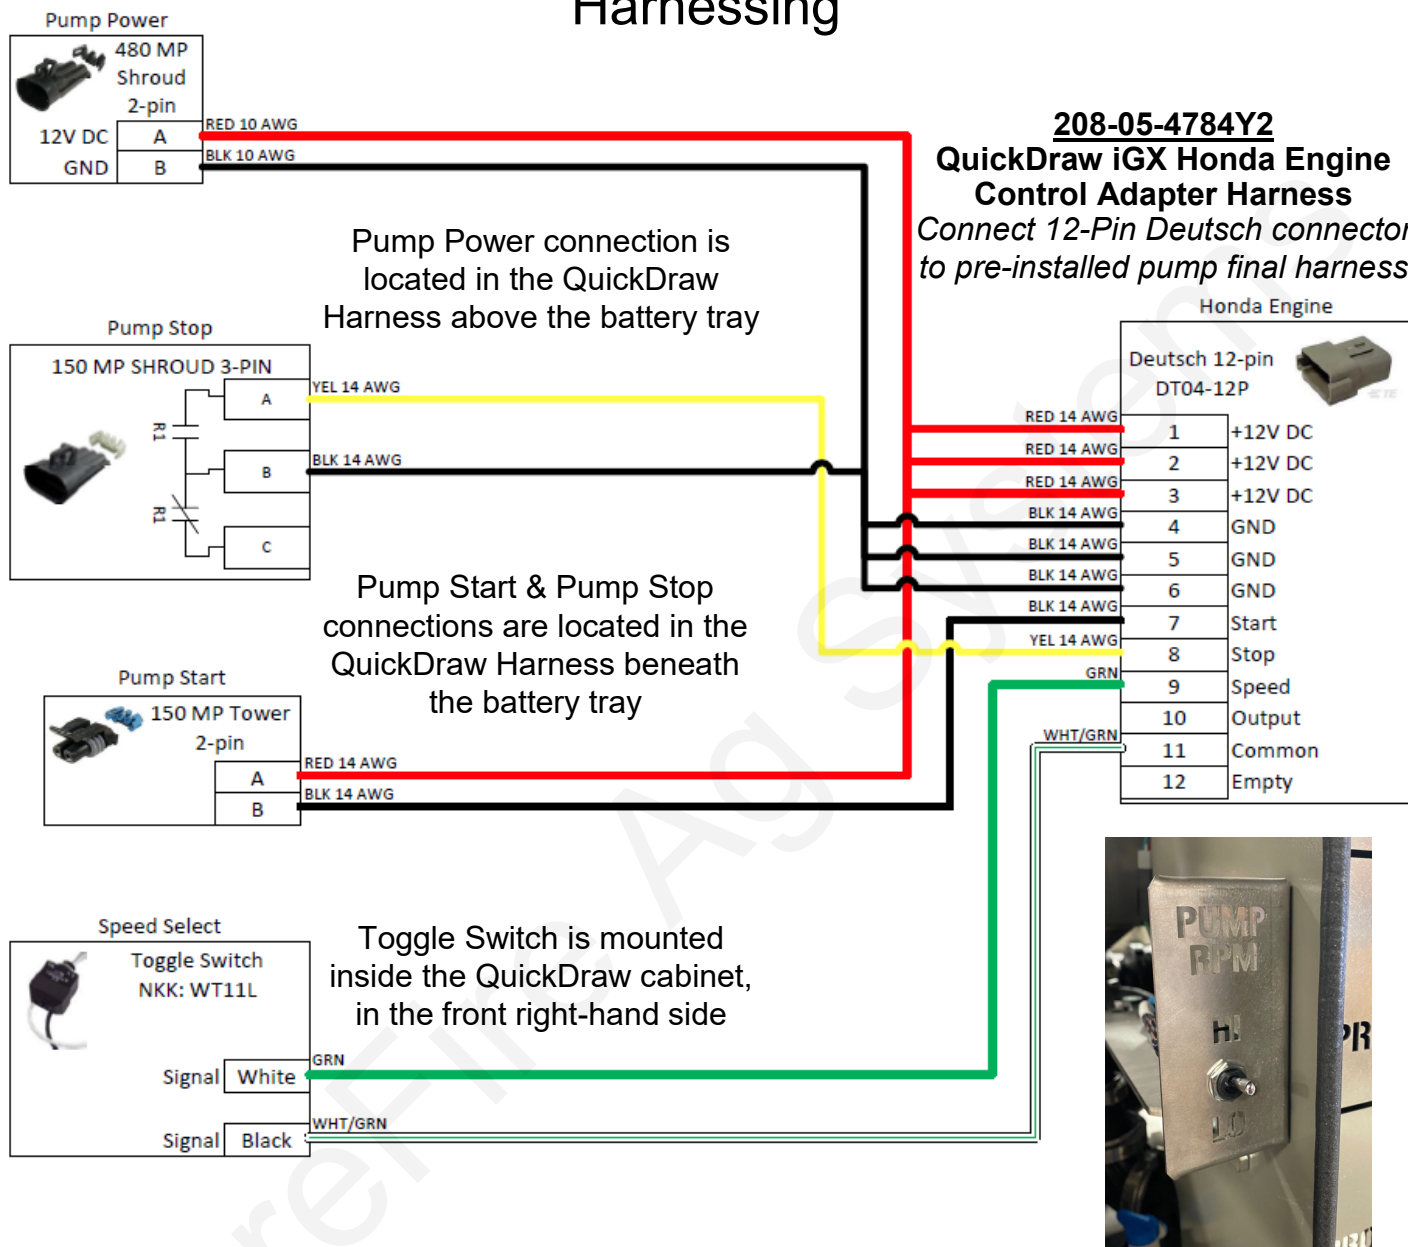 Harnessing
Pump Power
480 MP
Shroud
2-pin
12V DC
A
GND
B
RED 10 AWG
BLK 10 AWG
208-05-4784Y2
QuickDraw iGX Honda Engine
Control Adapter Harness
Connect 12-Pin Deutsch connector
to pre-installed pump final harness
Pump Power connection is
located in the QuickDraw
Harness above the battery tray
Pump Stop
150 MP SHROUD 3-PIN
A
R1
B
R1
C
YEL 14 AWG
BLK 14 AWG
Honda Engine
Deutsch 12-pin
DT04-12P
TE
RED 14 AWG 1 +12V DC
RED 14 AWG 2 +12V DC
RED 14 AWG 3 +12V DC
BLK 14 AWG 4 GND
BLK 14 AWG 5 GND
BLK 14 AWG 6 GND
BLK 14 AWG 7 Start
YEL 14 AWG 8 Stop
GRN 9 Speed
10 Output
WHT/GRN 11 Common
12 Empty
Pump Start & Pump Stop
connections are located in the
QuickDraw Harness beneath
the battery tray
Pump Start
150 MP Tower
2-pin
A
B
RED 14 AWG
BLK 14 AWG
Speed Select
Toggle Switch
NKK: WT11L
Signal White
Signal Black
GRN
WHT/GRN
Toggle Switch is mounted
inside the QuickDraw cabinet,
in the front right-hand side
PUMP
RPM
HI
LO
PR
reFire Ag Systems